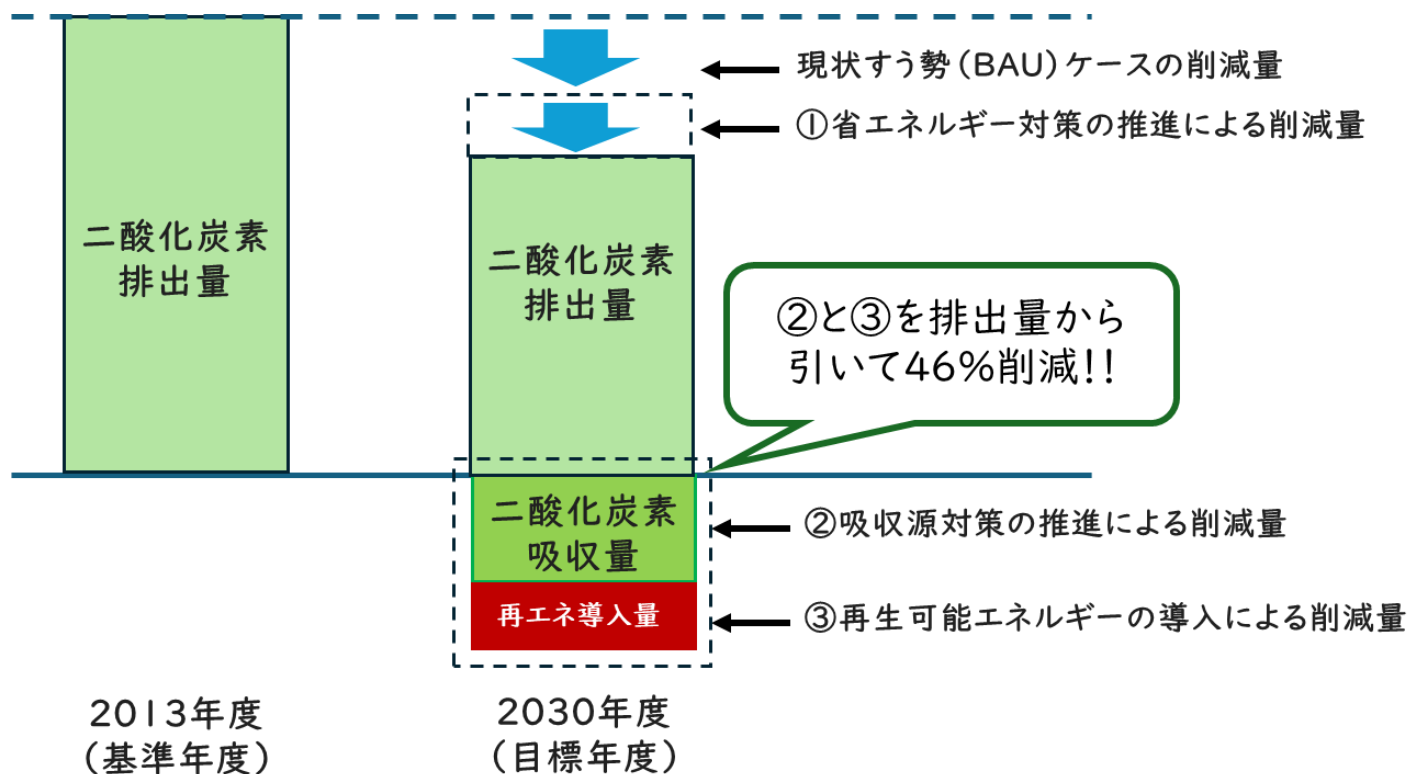 現状すう勢（BAU）ケースの削減量
①省エネルギー対策の推進による削減量
二酸化炭素
排出量
二酸化炭素
排出量
②と③を排出量から
引いて46%削減!!
二酸化炭素
吸収量
②吸収源対策の推進による削減量
再エネ導入量
③再生可能エネルギーの導入による削減量
2013年度
（基準年度）
2030年度
（目標年度）